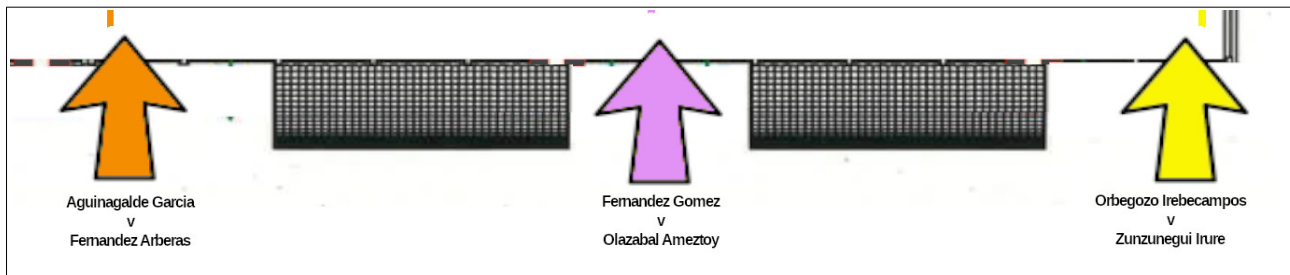 Aguinagalde Garcia
v
Fernandez Arberas
Fernandez Gomez
v
Olazabal Ameztoy
Orbegozo Irebecampos
v
Zunzunegui Irure